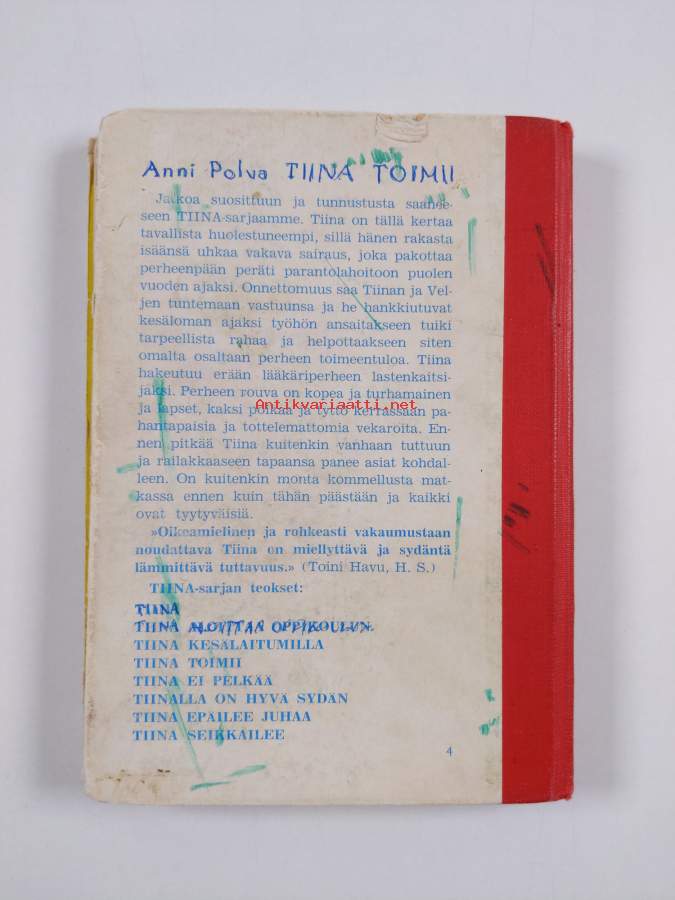 Anni Polva TIINA TOIMII
Jatkoa suosittuun ja tunnustusta saanee-
seen TIINA-sarjaamme. Tiina on tällä kertaa
tavallista huolestuneempi, sillä hänen rakasta
isäänsä uhkaa vakava sairaus, joka pakottaa
perheenpään peräti parantolahoitoon puolen
vuoden ajaksi. Onnettomuus saa Tiinan ja Vel-
jen tuntemaan vastuunsa ja he hankkiutuvat
kesäloman ajaksi työhön ansaitakseen tuiki
tarpeellista rahaa ja helpottaakseen siten
omalta osaltaan perheen toimeentuloa. Tiina
hakeutuu erään lääkäriperheen lastenkaitsi-
jaksi. Perheen rouva on kopea ja turhamainen
ja lapset, kaksi poikaa ja tyttö kerrassaan pa-
Antikvariaatti.net
hantapaisia ja tottelemattomia vekaroita. En-
nen pitkää Tiina kuitenkin vanhaan tuttuun
ja railakkaaseen tapaansa panee asiat kohdal-
leen. On kuitenkin monta kommellusta mat-
kassa ennen kuin tähän päästään ja kaikki
ovat tyytyväisiä.
»Oikeamielinen ja rohkeasti vakaumustaan
noudattava Tiina on miellyttävä ja sydäntä
lämmittävä tuttavuus.» (Toini Havu, H. S.)
TIINA-sarjan teokset:
TIINA
TIINA ALOITTAA OPPIKOULUN
TIINA KESÄLAITUMILLA
TIINA TOIMII
TIINA EI PELKÄÄ
TIINALLA ON HYVÄ SYDÄN
TIINA EPÄILEE JUHAA
TIINA SEIKKAILEE
4